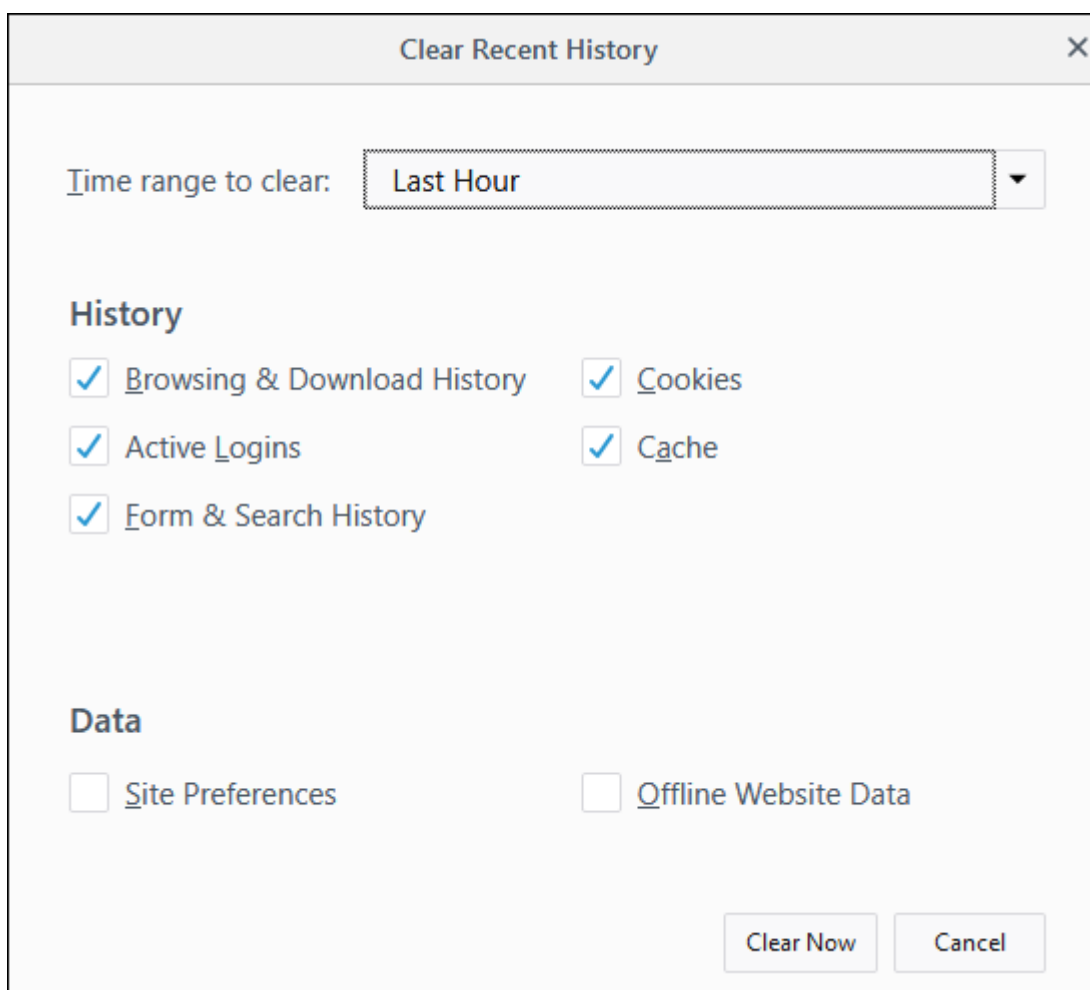 Clear Recent History
Time range to clear: Last Hour
History
Browsing & Download History Cookies
Active Logins Cache
Form & Search History
Data
Site Preferences Offline Website Data
Clear Now Cancel